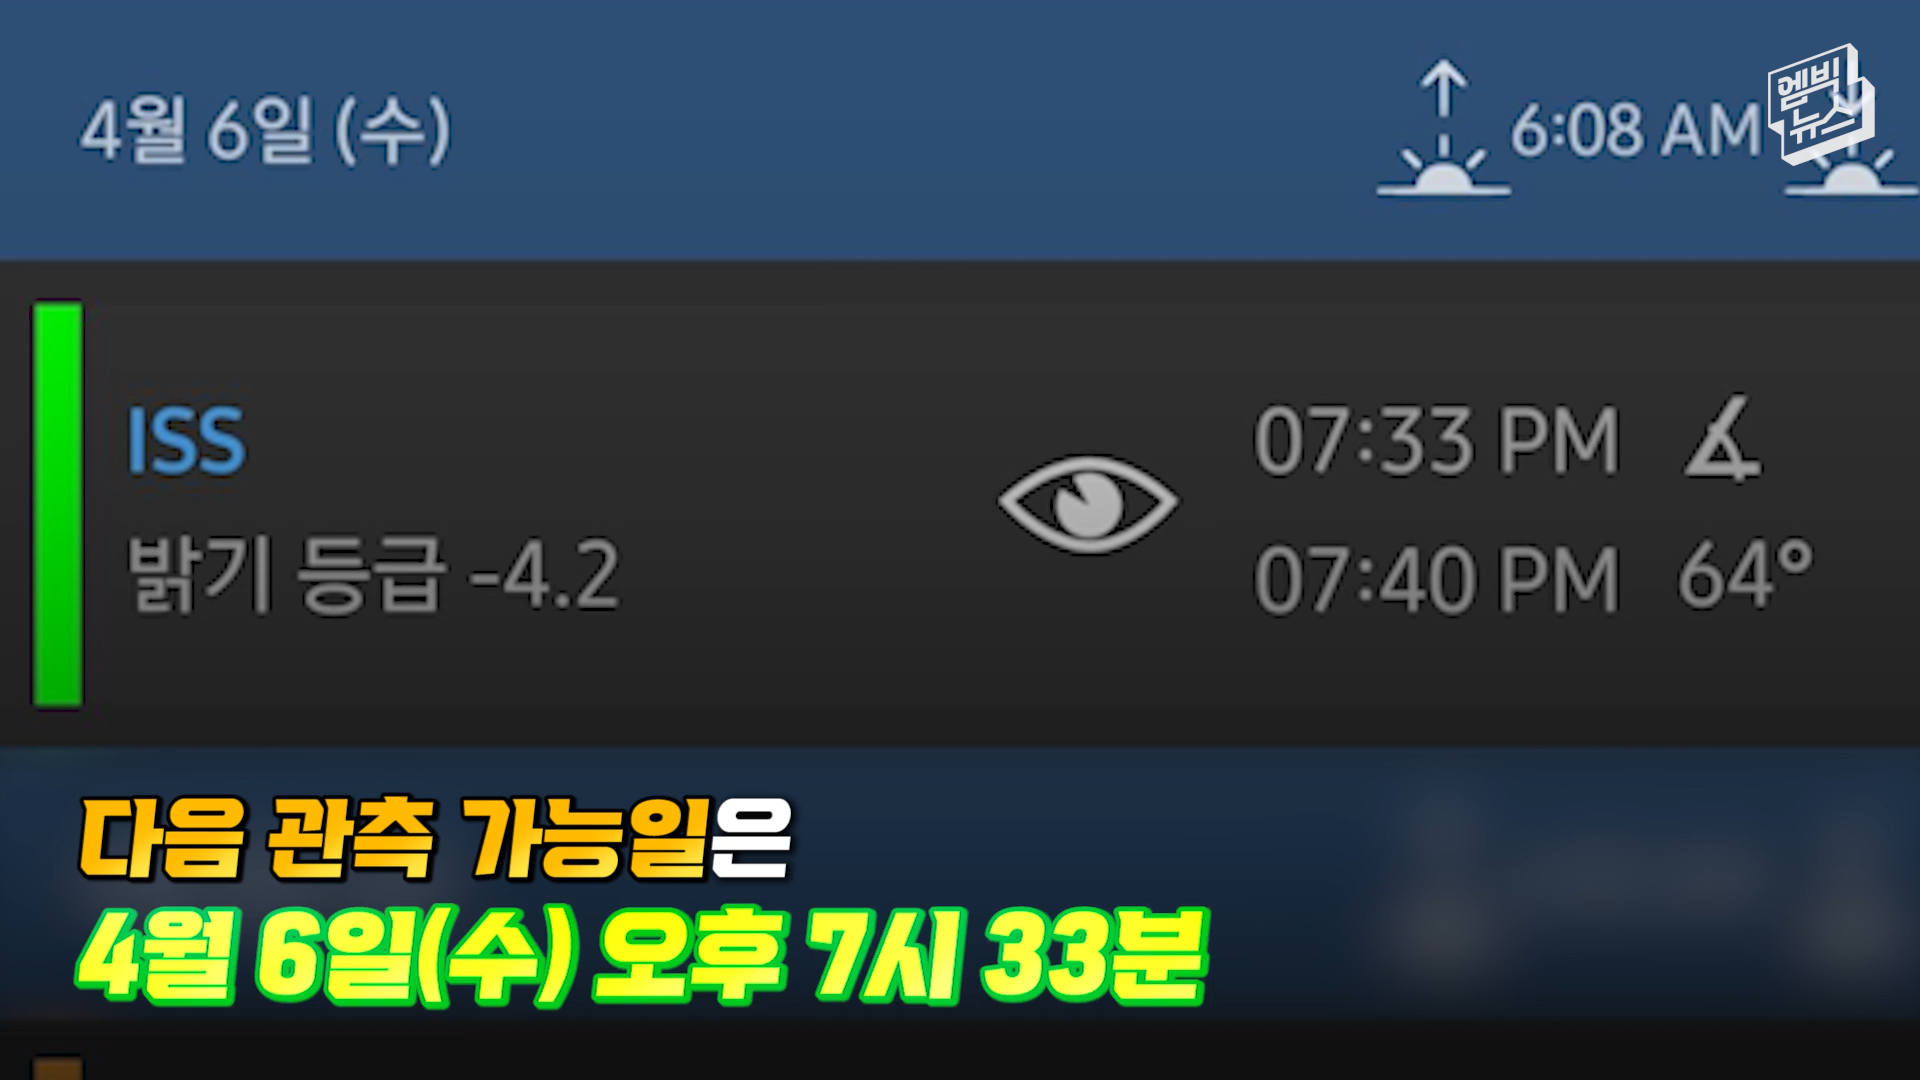 4월 6일 (수)
6:08 AM
엠빅뉴스
ISS
07:33 PM
밝기 등급 -4.2
07:40 PM 64°
다음 관측 가능일은
4월 6일(수) 오후 7시 33분